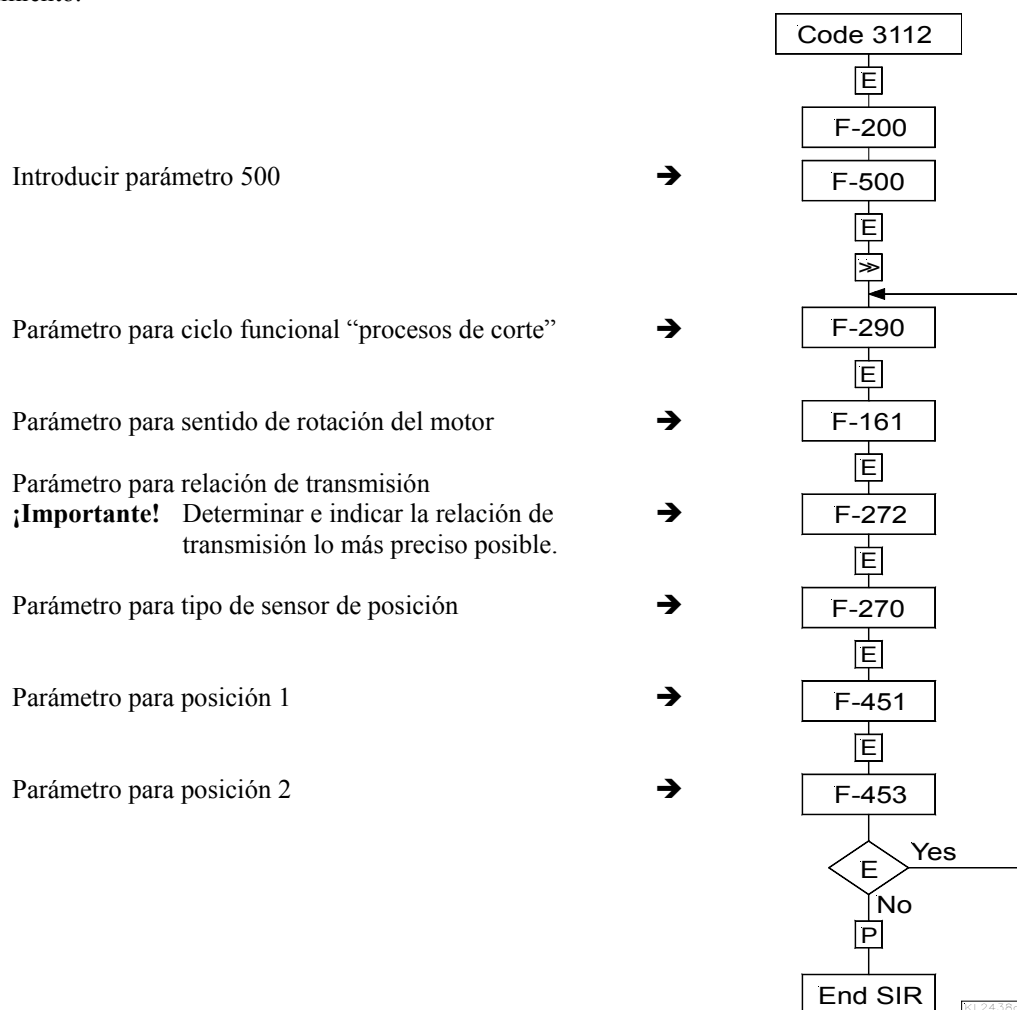 Code 3112
E
F-200
Introducir parámetro 500 ➔ F-500
E
≫
Parámetro para ciclo funcional “procesos de corte” ➔ F-290
E
Parámetro para sentido de rotación del motor ➔ F-161
E
Parámetro para relación de transmisión
¡Importante! Determinar e indicar la relación de ➔ F-272
transmisión lo más preciso posible.
E
Parámetro para tipo de sensor de posición ➔ F-270
E
Parámetro para posición 1 ➔ F-451
E
Parámetro para posición 2 ➔ F-453
Yes
E
No
P
End SIR